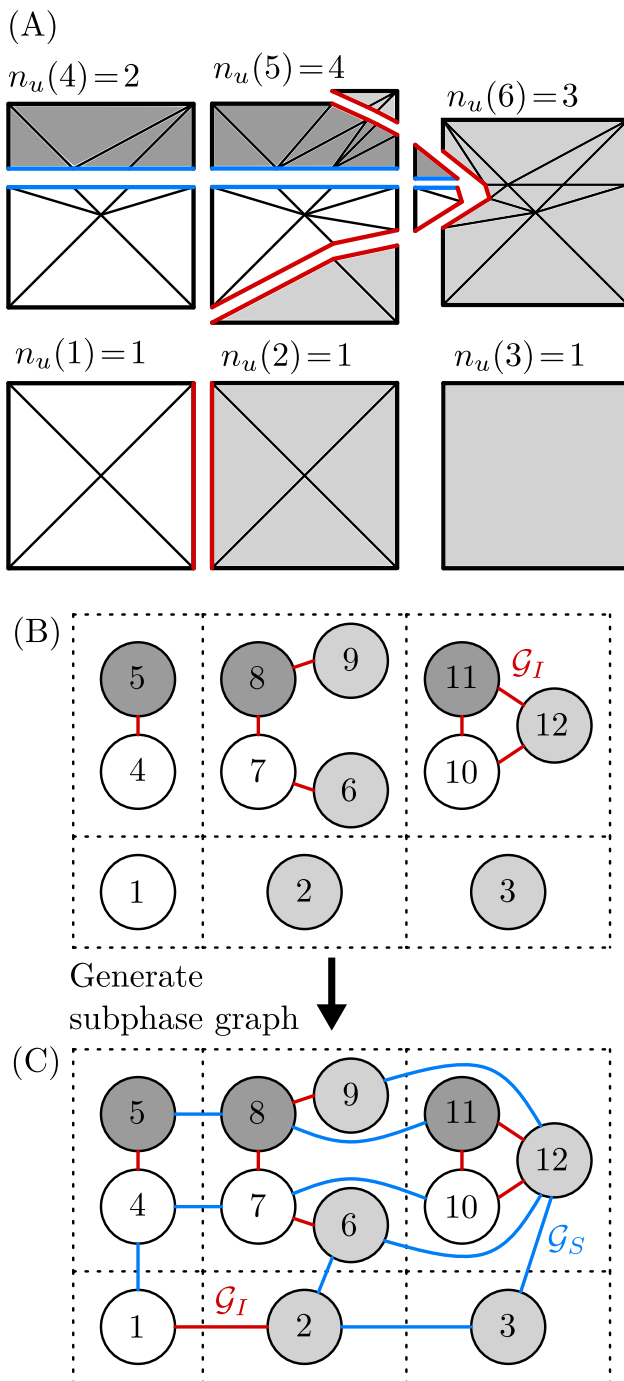 (A)
n_u(4)=2 n_u(5)=4 n_u(6)=3
n_u(1)=1 n_u(2)=1 n_u(3)=1
(B)
5 8 9 11 𝒢_I 12
4 7 6 10
1 2 3
Generate
subphase graph
(C)
5 8 9 11 12
4 7 6 10 𝒢_S
1 𝒢_I 2 3